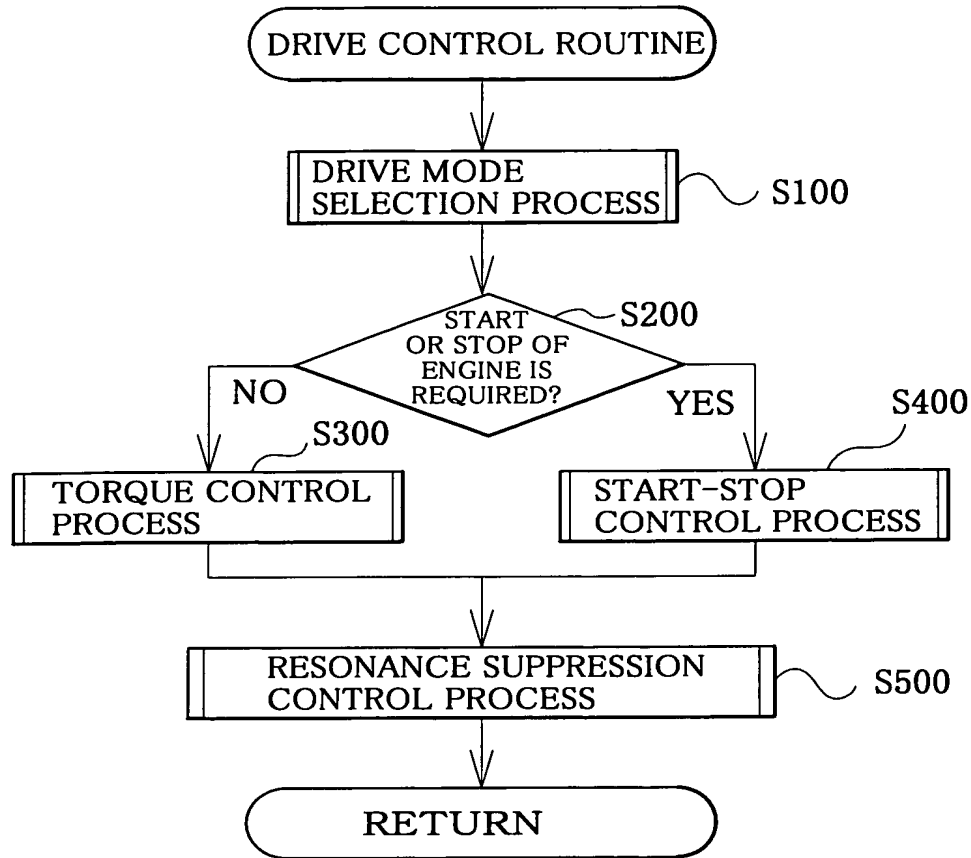 DRIVE CONTROL ROUTINE
DRIVE MODE
SELECTION PROCESS
S100
S200
START
OR STOP OF
ENGINE IS
REQUIRED?
NO
YES
S300
S400
TORQUE CONTROL
PROCESS
START-STOP
CONTROL PROCESS
RESONANCE SUPPRESSION
CONTROL PROCESS
S500
RETURN